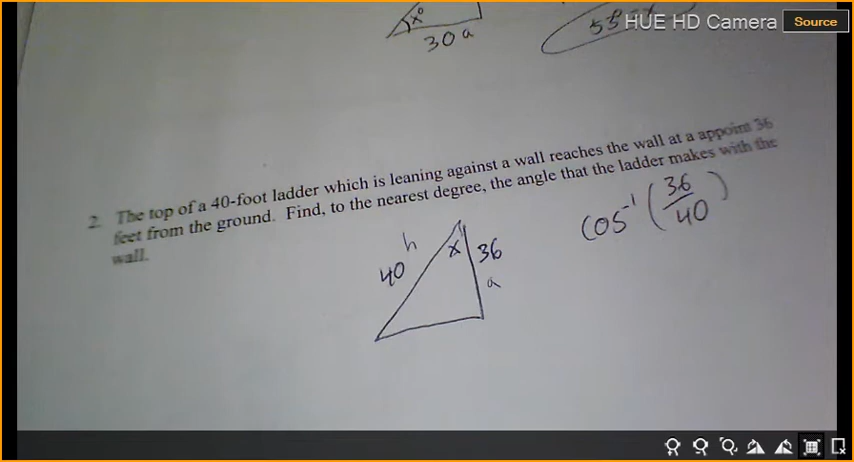 x°
30 a
HUE HD Camera
Source
2. The top of a 40-foot ladder which is leaning against a wall reaches the wall at a appoint 36
feet from the ground. Find, to the nearest degree, the angle that the ladder makes with the
wall.
cos⁻¹(36/40)
h
40
x
36
a